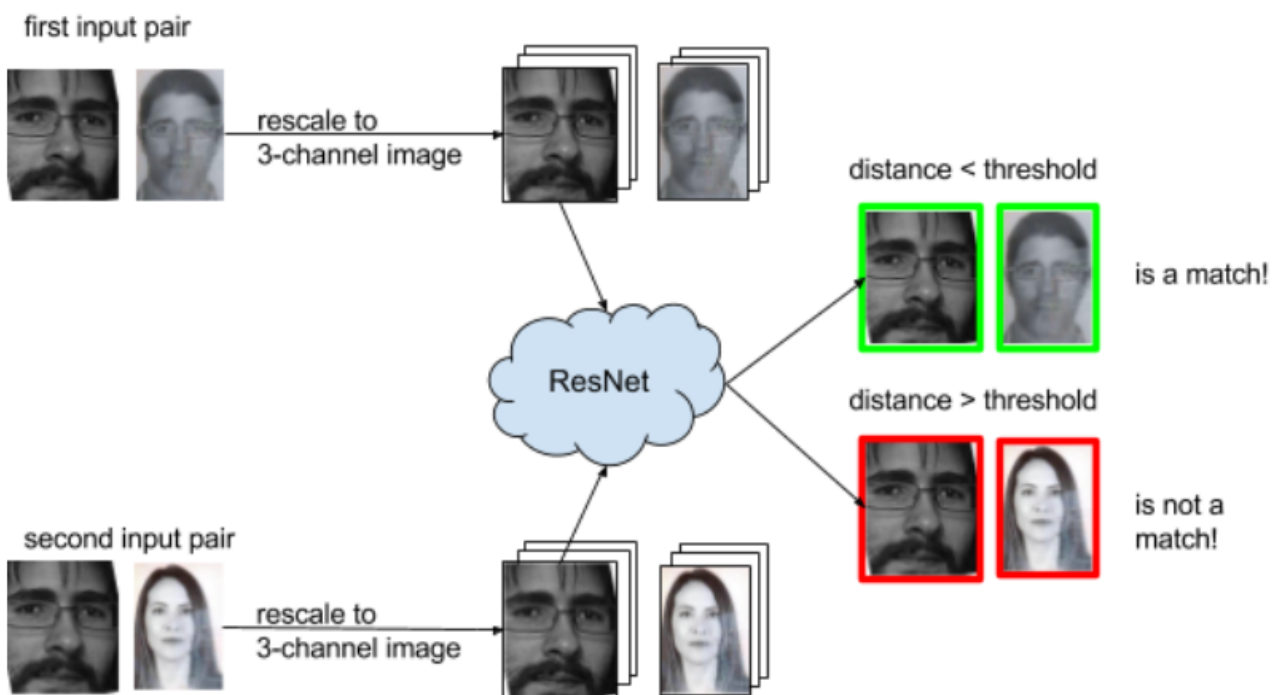 first input pair
rescale to
3-channel image
distance < threshold
is a match!
ResNet
distance > threshold
is not a
match!
second input pair
rescale to
3-channel image